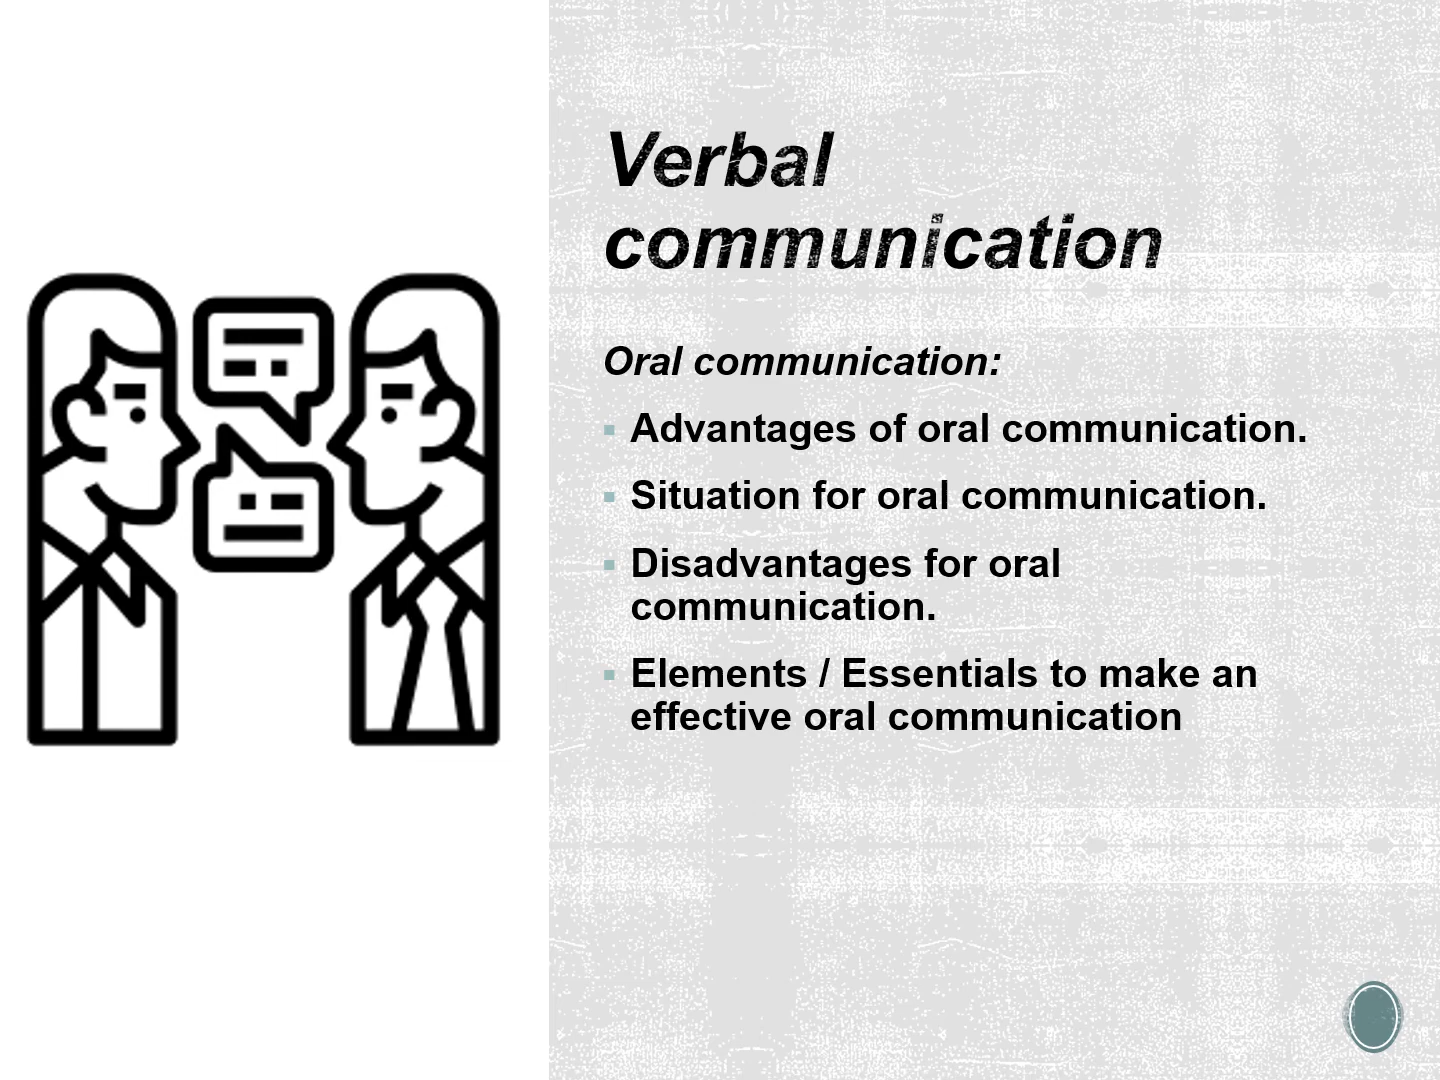 Verbal
communication
Oral communication:
▪ Advantages of oral communication.
▪ Situation for oral communication.
▪ Disadvantages for oral
communication.
▪ Elements / Essentials to make an
effective oral communication